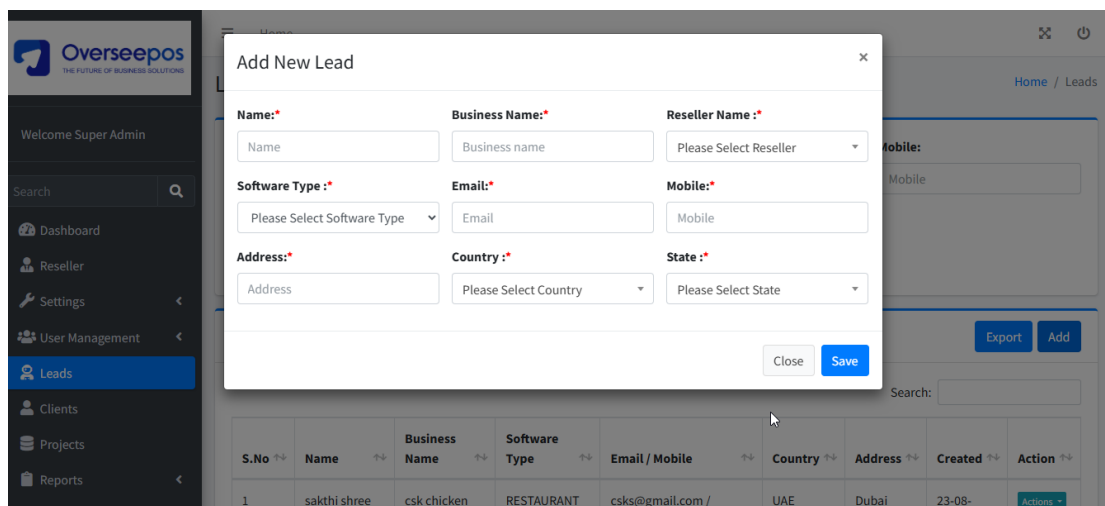 Overseepos
THE FUTURE OF BUSINESS SOLUTIONS
Welcome Super Admin
Search
Dashboard
Reseller
Settings
User Management
Leads
Clients
Projects
Reports
Home
Home / Leads
Add New Lead
×
Name:*
Business Name:*
Reseller Name :*
Name
Business name
Please Select Reseller
Software Type :*
Email:*
Mobile:*
Please Select Software Type
Email
Mobile
Address:*
Country :*
State :*
Address
Please Select Country
Please Select State
Close
Save
Mobile:
Mobile
Export
Add
Search:
S.No
Name
Business
Name
Software
Type
Email / Mobile
Country
Address
Created
Action
1
sakthi shree
csk chicken
RESTAURANT
csks@gmail.com /
UAE
Dubai
23-08-
Actions